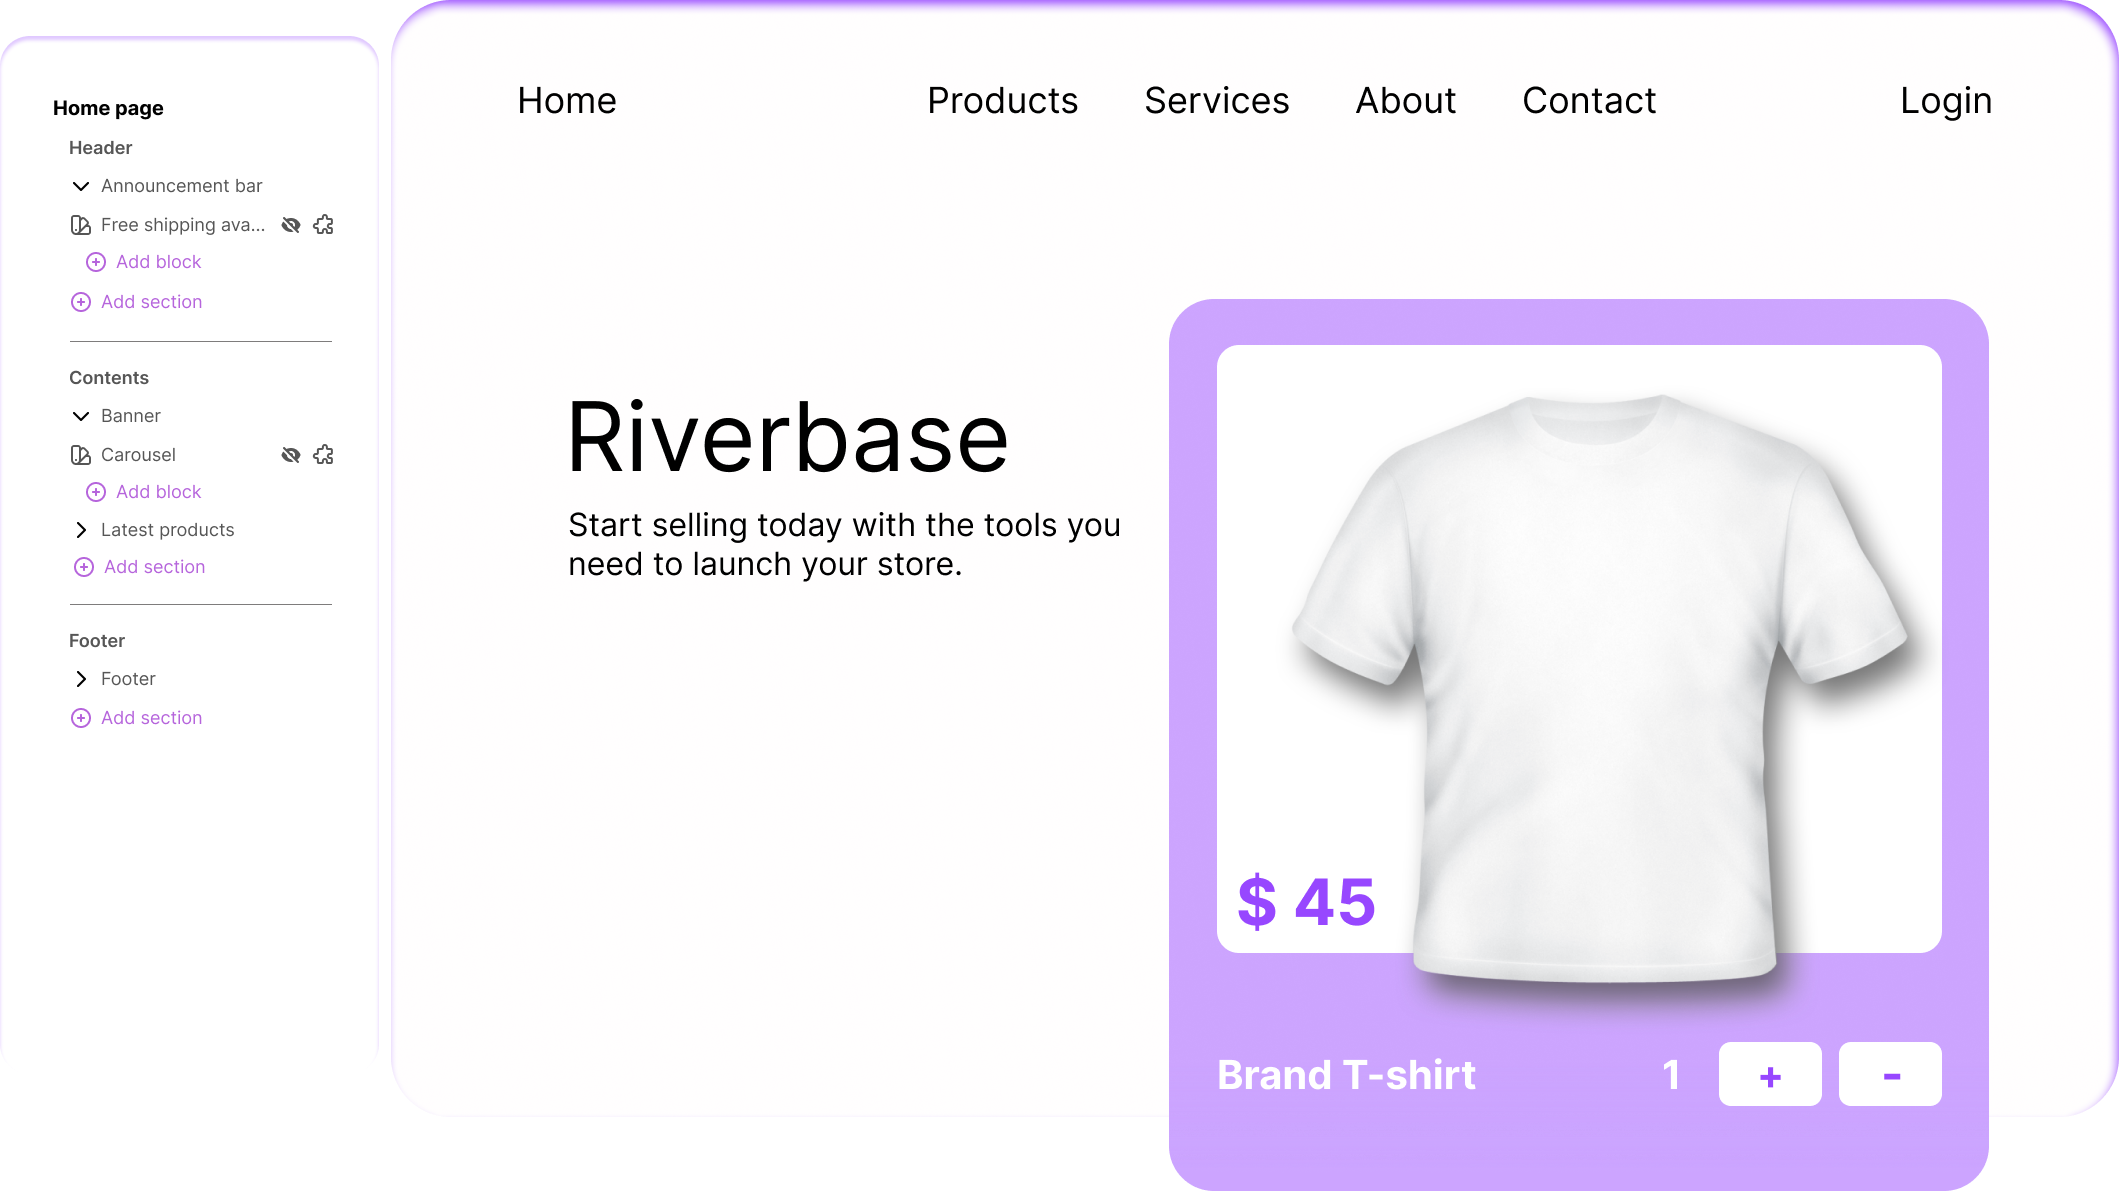 Home page
Header
Announcement bar
Free shipping ava...
Add block
Add section
Contents
Banner
Carousel
Add block
Latest products
Add section
Footer
Footer
Add section
Home
Products
Services
About
Contact
Login
Riverbase
Start selling today with the tools you
need to launch your store.
$ 45
Brand T-shirt
1
+
-